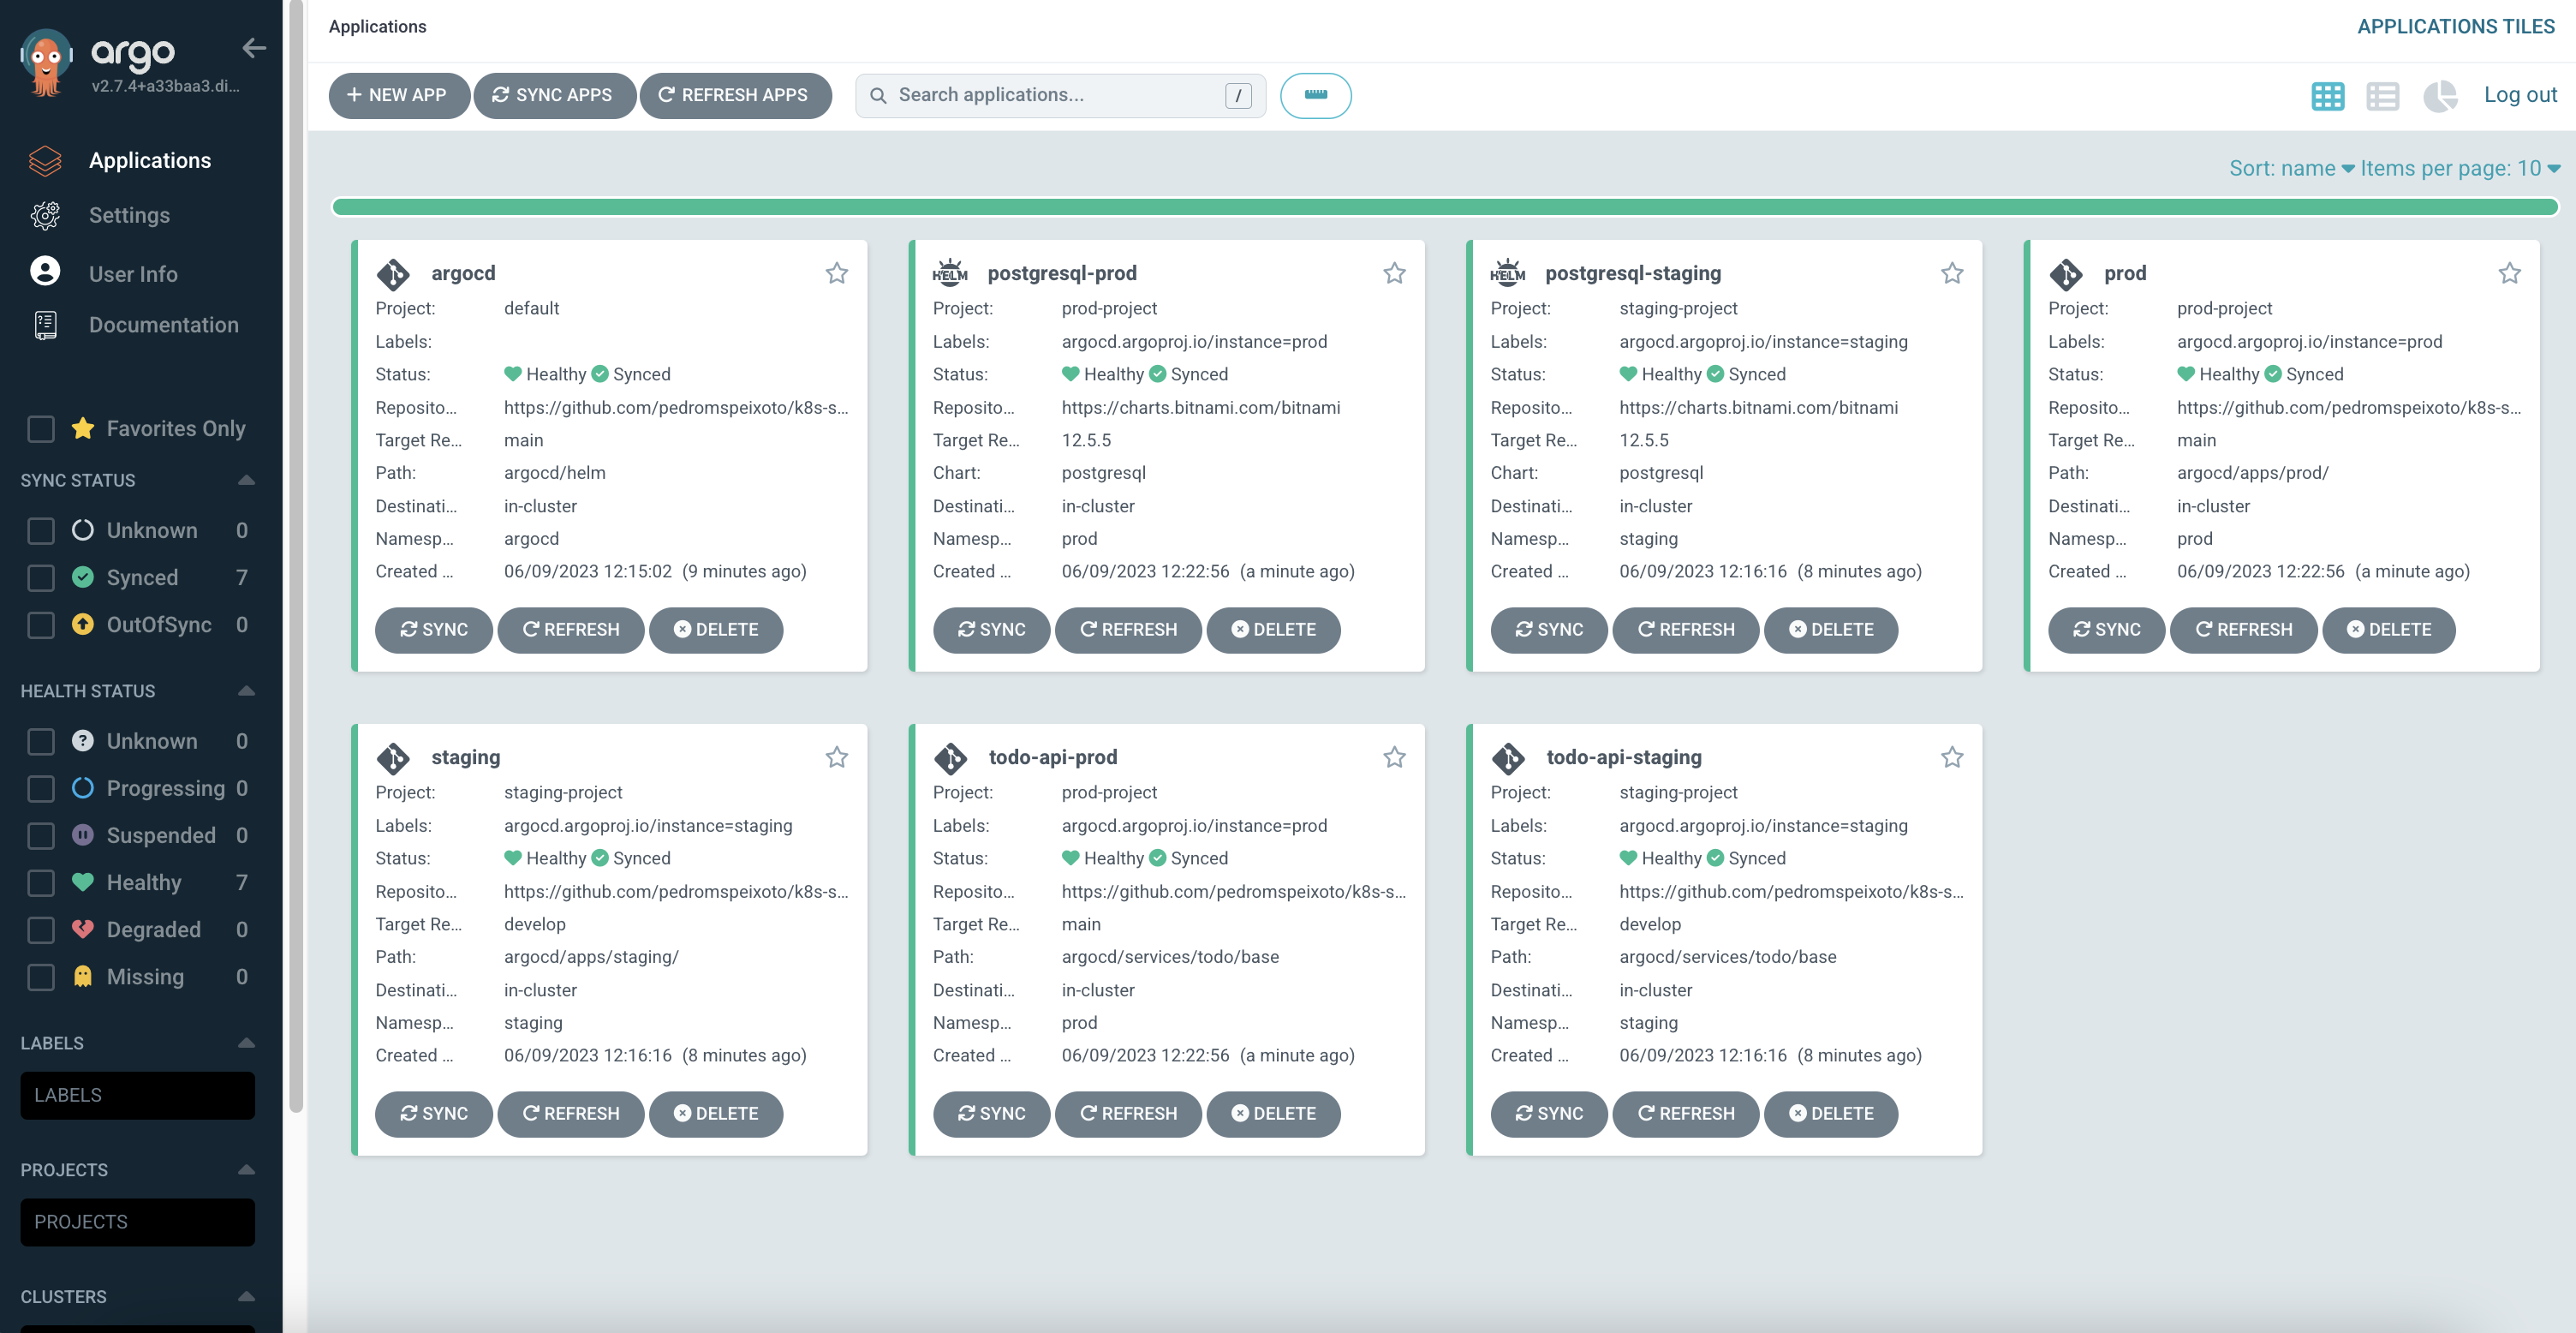 argo
v2.7.4+a33baa3.di...
Applications
Settings
User Info
Documentation
Favorites Only
SYNC STATUS
Unknown 0
Synced 7
OutOfSync 0
HEALTH STATUS
Unknown 0
Progressing 0
Suspended 0
Healthy 7
Degraded 0
Missing 0
LABELS
LABELS
PROJECTS
PROJECTS
CLUSTERS
Applications
APPLICATIONS TILES
+ NEW APP SYNC APPS REFRESH APPS Search applications... / Log out
Sort: name Items per page: 10
argocd
Project: default
Labels:
Status: Healthy Synced
Reposito... https://github.com/pedromspeixoto/k8s-s...
Target Re... main
Path: argocd/helm
Destinati... in-cluster
Namesp... argocd
Created ... 06/09/2023 12:15:02 (9 minutes ago)
SYNC REFRESH DELETE
HELM postgresql-prod
Project: prod-project
Labels: argocd.argoproj.io/instance=prod
Status: Healthy Synced
Reposito... https://charts.bitnami.com/bitnami
Target Re... 12.5.5
Chart: postgresql
Destinati... in-cluster
Namesp... prod
Created ... 06/09/2023 12:22:56 (a minute ago)
SYNC REFRESH DELETE
HELM postgresql-staging
Project: staging-project
Labels: argocd.argoproj.io/instance=staging
Status: Healthy Synced
Reposito... https://charts.bitnami.com/bitnami
Target Re... 12.5.5
Chart: postgresql
Destinati... in-cluster
Namesp... staging
Created ... 06/09/2023 12:16:16 (8 minutes ago)
SYNC REFRESH DELETE
prod
Project: prod-project
Labels: argocd.argoproj.io/instance=prod
Status: Healthy Synced
Reposito... https://github.com/pedromspeixoto/k8s-s...
Target Re... main
Path: argocd/apps/prod/
Destinati... in-cluster
Namesp... prod
Created ... 06/09/2023 12:22:56 (a minute ago)
SYNC REFRESH DELETE
staging
Project: staging-project
Labels: argocd.argoproj.io/instance=staging
Status: Healthy Synced
Reposito... https://github.com/pedromspeixoto/k8s-s...
Target Re... develop
Path: argocd/apps/staging/
Destinati... in-cluster
Namesp... staging
Created ... 06/09/2023 12:16:16 (8 minutes ago)
SYNC REFRESH DELETE
todo-api-prod
Project: prod-project
Labels: argocd.argoproj.io/instance=prod
Status: Healthy Synced
Reposito... https://github.com/pedromspeixoto/k8s-s...
Target Re... main
Path: argocd/services/todo/base
Destinati... in-cluster
Namesp... prod
Created ... 06/09/2023 12:22:56 (a minute ago)
SYNC REFRESH DELETE
todo-api-staging
Project: staging-project
Labels: argocd.argoproj.io/instance=staging
Status: Healthy Synced
Reposito... https://github.com/pedromspeixoto/k8s-s...
Target Re... develop
Path: argocd/services/todo/base
Destinati... in-cluster
Namesp... staging
Created ... 06/09/2023 12:16:16 (8 minutes ago)
SYNC REFRESH DELETE